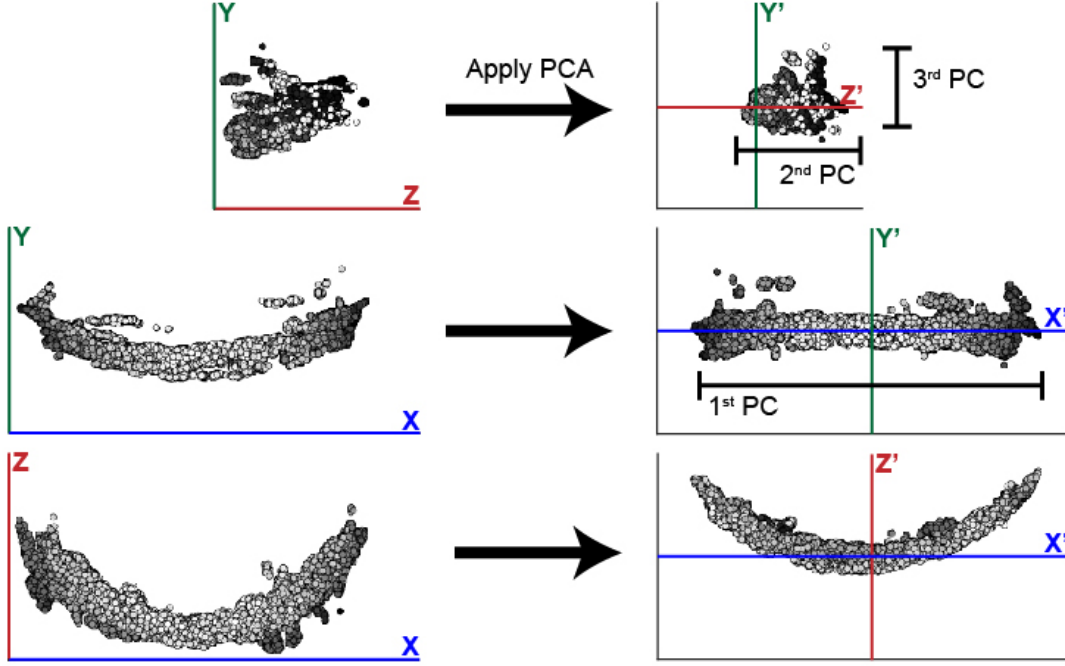 Y
Z
Apply PCA
Y'
Z'
3rd PC
2nd PC
Y
X
Y'
X'
1st PC
Z
X
Z'
X'